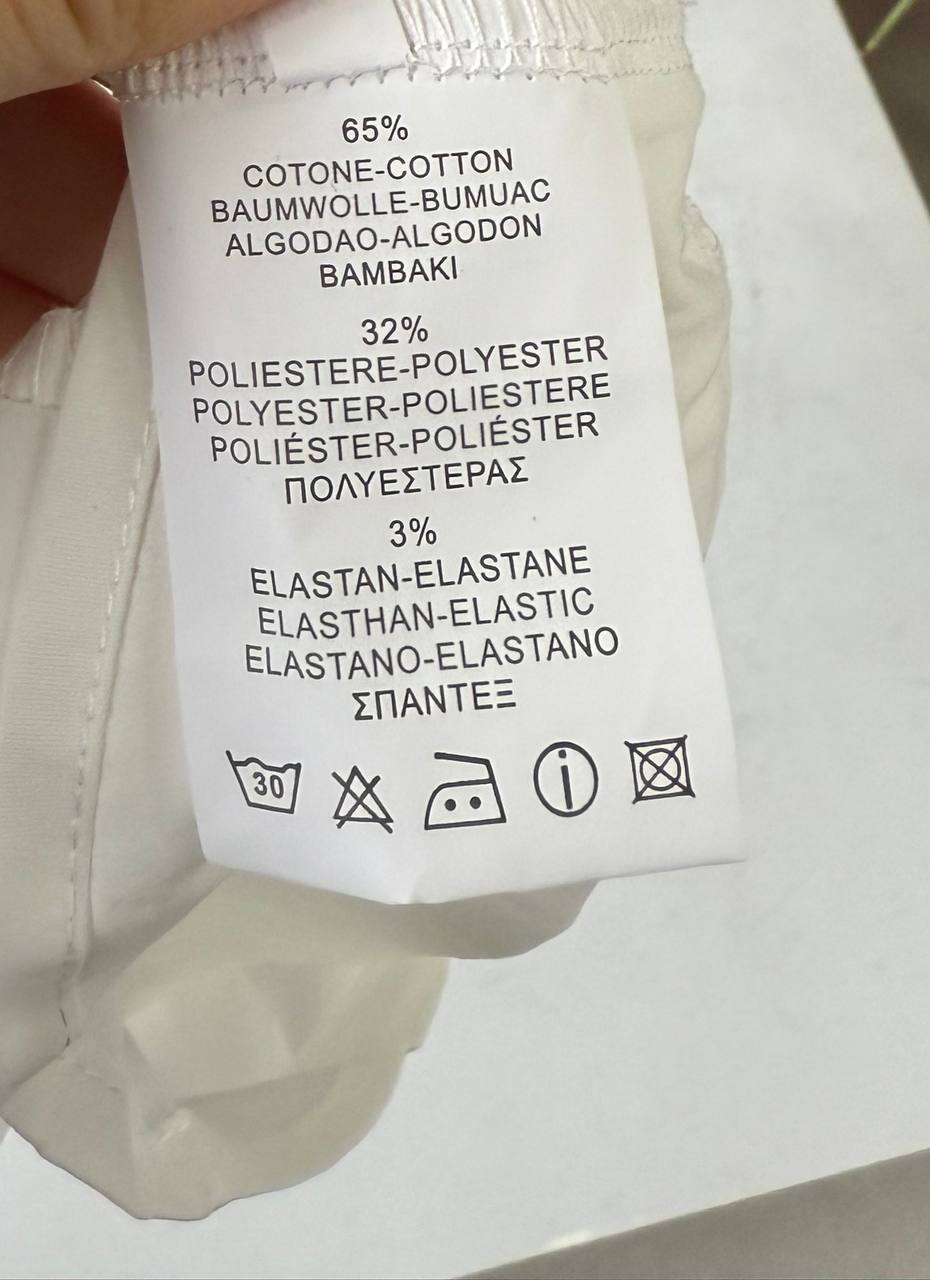 65%
COTONE-COTTON
BAUMWOLLE-BUMUAC
ALGODAO-ALGODON
BAMBAKI
32%
POLIESTERE-POLYESTER
POLYESTER-POLIESTERE
POLIÉSTER-POLIÉSTER
ΠΟΛΥΕΣΤΕΡΑΣ
3%
ELASTAN-ELASTANE
ELASTHAN-ELASTIC
ELASTANO-ELASTANO
ΣΠΑΝΤΕΞ
30